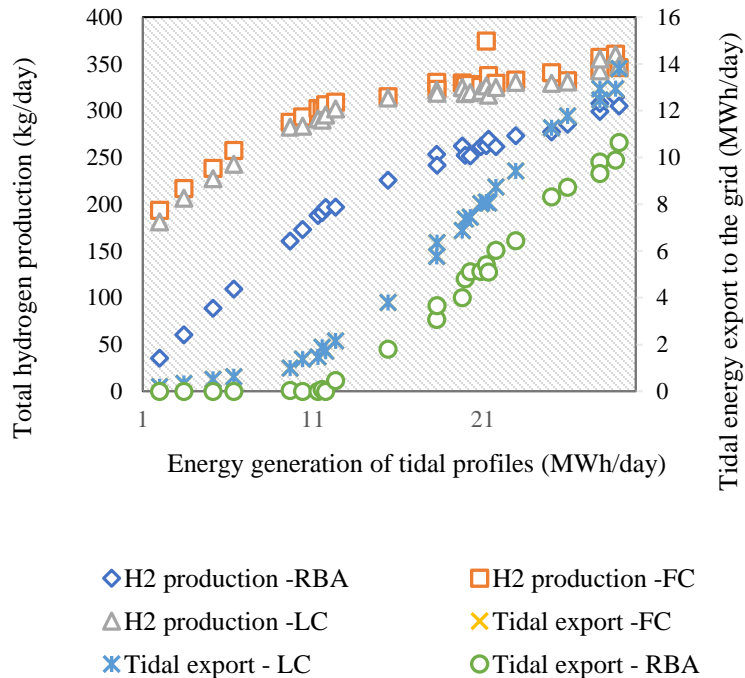 Total hydrogen production (kg/day)
400
350
300
250
200
150
100
50
0
16
14
12
10
8
6
4
2
0
Tidal energy export to the grid (MWh/day)
1
11
21
Energy generation of tidal profiles (MWh/day)
H2 production -RBA
H2 production -FC
H2 production -LC
Tidal export -FC
Tidal export - LC
Tidal export - RBA